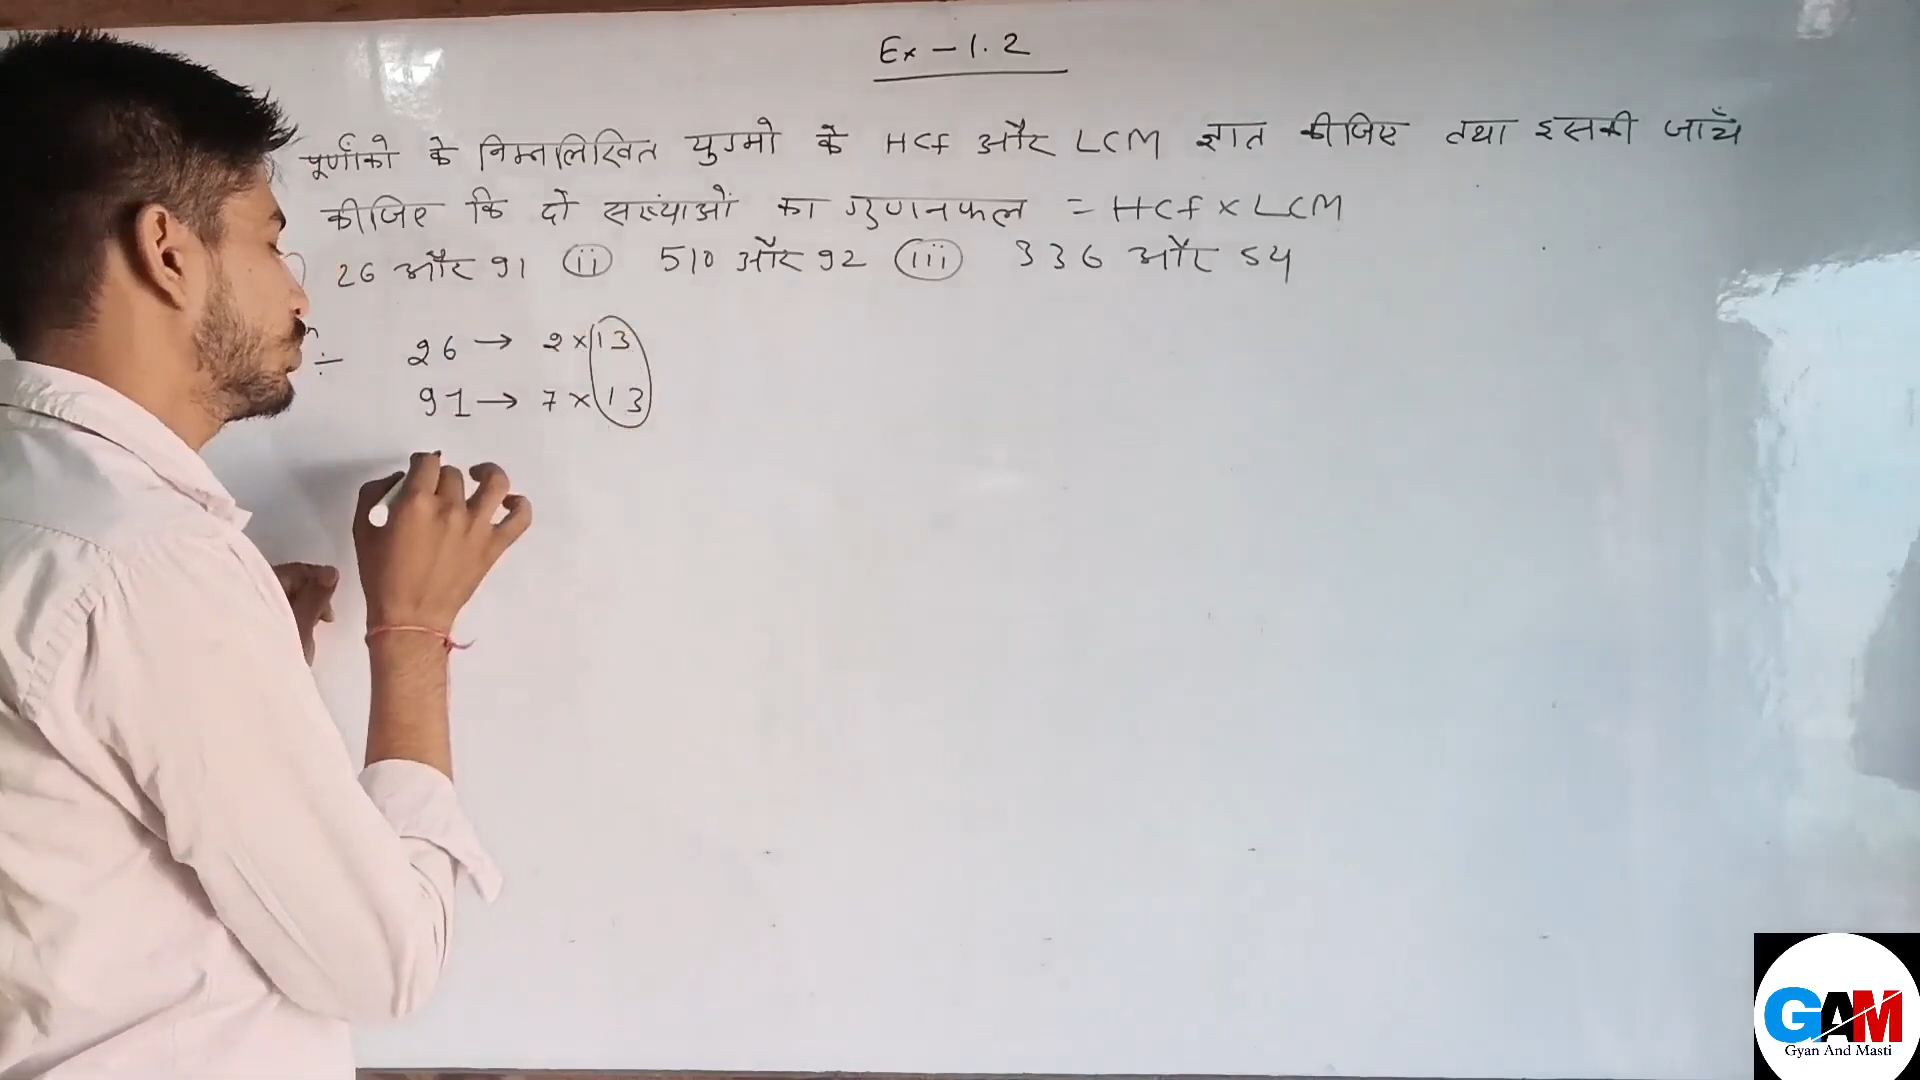 Ex - 1.2
पूर्णांको के निम्नलिखित युग्मो के HCF और LCM ज्ञात कीजिए तथा इसकी जाँच
कीजिए कि दो सख्ंयाओं का गुणनफल = HCF × LCM
26 और 91 (ii) 510 और 92 (iii) 336 और 54
26 → 2 × 13
91 → 7 × 13
GAM
Gyan And Masti